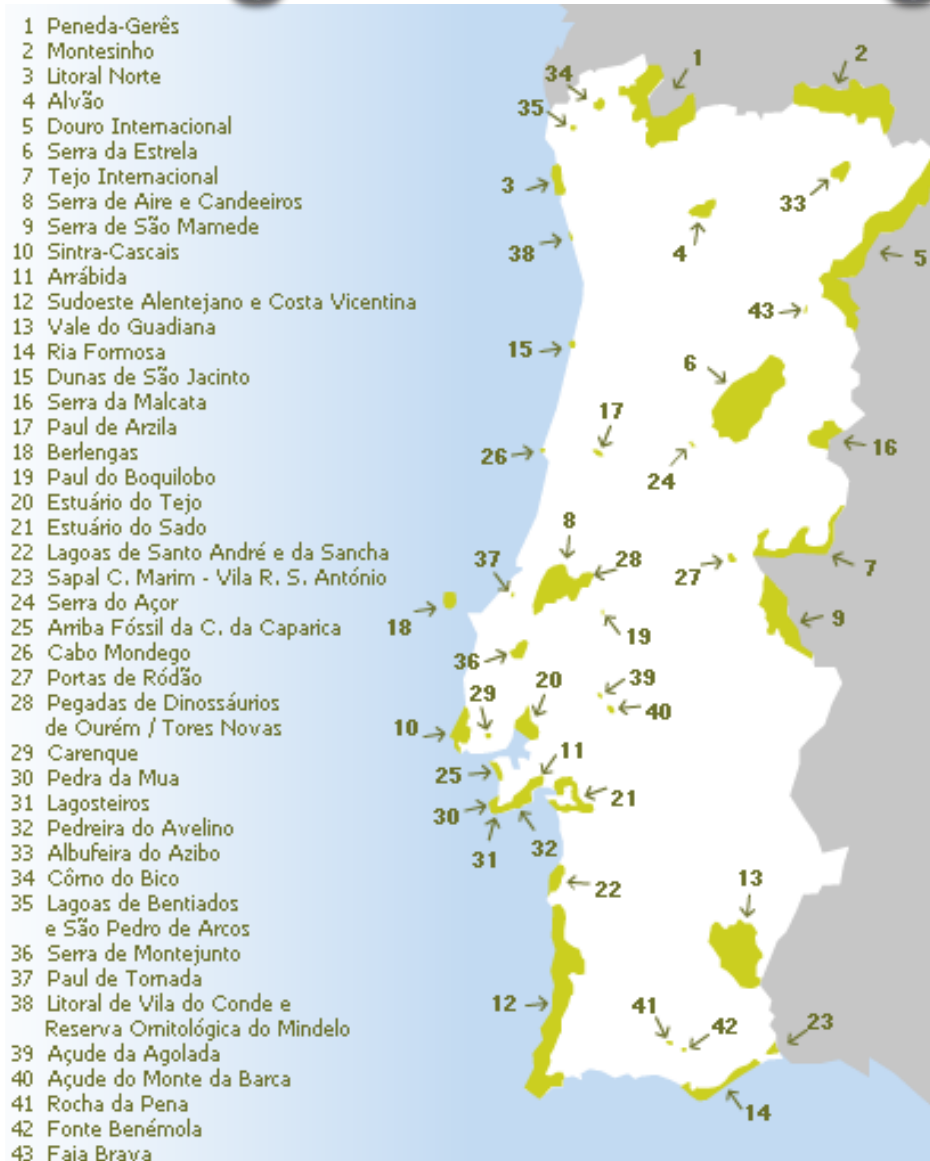 1 Peneda-Gerês
2 Montesinho
3 Litoral Norte
4 Alvão
5 Douro Internacional
6 Serra da Estrela
7 Tejo Internacional
8 Serra de Aire e Candeeiros
9 Serra de São Mamede
10 Sintra-Cascais
11 Arrábida
12 Sudoeste Alentejano e Costa Vicentina
13 Vale do Guadiana
14 Ria Formosa
15 Dunas de São Jacinto
16 Serra da Malcata
17 Paul de Arzila
18 Berlengas
19 Paul do Boquilobo
20 Estuário do Tejo
21 Estuário do Sado
22 Lagoas de Santo André e da Sancha
23 Sapal C. Marim - Vila R. S. António
24 Serra do Açor
25 Arriba Fóssil da C. da Caparica
26 Cabo Mondego
27 Portas de Ródão
28 Pegadas de Dinossáurios
de Ourém / Tores Novas
29 Carenque
30 Pedra da Mua
31 Lagosteiros
32 Pedreira do Avelino
33 Albufeira do Azibo
34 Côrno do Bico
35 Lagoas de Bentiados
e São Pedro de Arcos
36 Serra de Montejunto
37 Paul de Tornada
38 Litoral de Vila do Conde e
Reserva Ornitológica do Mindelo
39 Açude da Agolada
40 Açude do Monte da Barca
41 Rocha da Pena
42 Fonte Benémola
43 Faia Brava
1
2
34
35
3
33
4
38
5
43
15
6
17
26
24
16
8
37
28
27
7
18
19
9
36
39
29
20
40
10
11
25
21
30
31
32
22
13
12
41
42
23
14